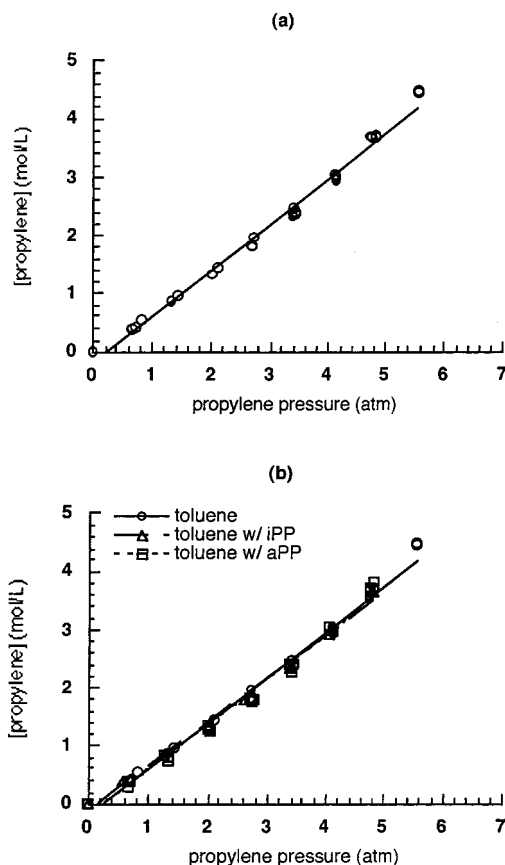 (a)
5
4
3
2
1
0
[propylene] (mol/L)
0 1 2 3 4 5 6 7
propylene pressure (atm)
(b)
toluene
toluene w/ iPP
toluene w/ aPP
5
4
3
2
1
0
[propylene] (mol/L)
0 1 2 3 4 5 6 7
propylene pressure (atm)